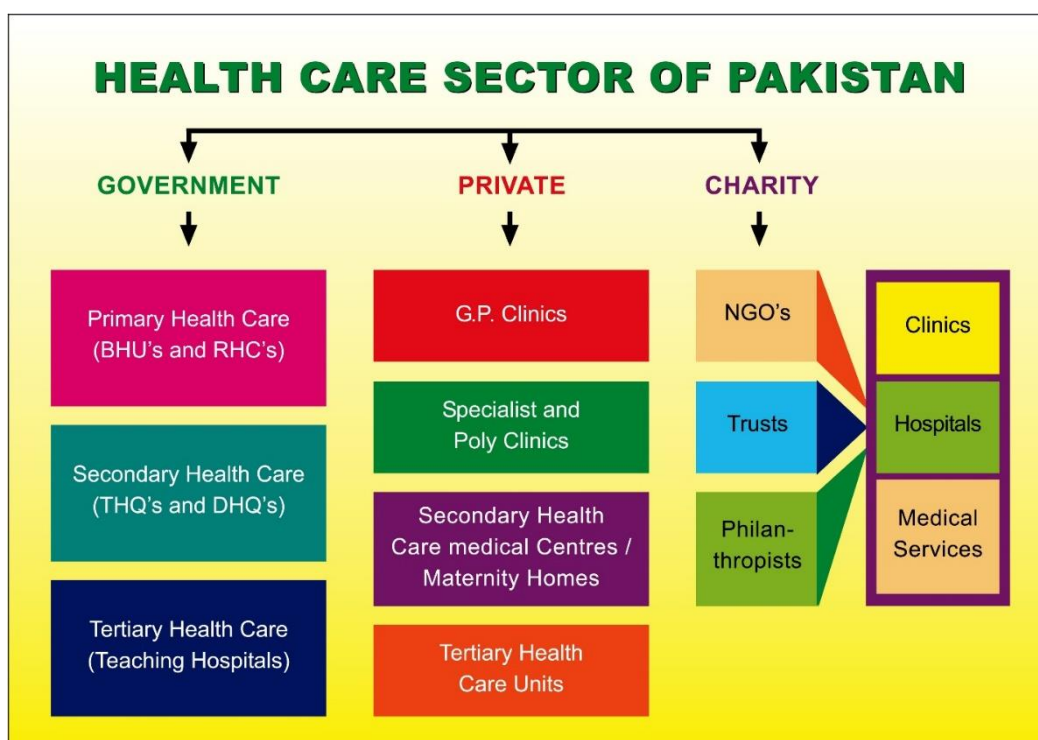 HEALTH CARE SECTOR OF PAKISTAN
GOVERNMENT
Primary Health Care
(BHU's and RHC's)
Secondary Health Care
(THQ's and DHQ's)
Tertiary Health Care
(Teaching Hospitals)
PRIVATE
G.P. Clinics
Specialist and
Poly Clinics
Secondary Health
Care medical Centres /
Maternity Homes
Tertiary Health
Care Units
CHARITY
NGO's
Trusts
Philan-
thropists
Clinics
Hospitals
Medical
Services